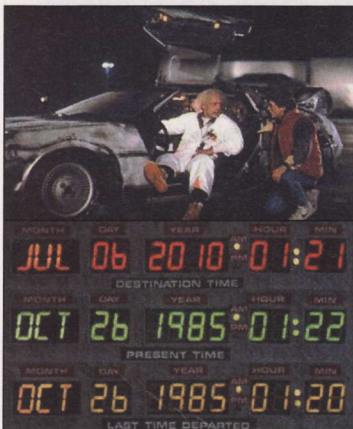 MONTH DAY YEAR AM PM HOUR MIN
JUL 06 2010 01:21
DESTINATION TIME
MONTH DAY YEAR AM PM HOUR MIN
OCT 26 1985 01:22
PRESENT TIME
MONTH DAY YEAR AM PM HOUR MIN
OCT 26 1985 01:20
LAST TIME DEPARTED